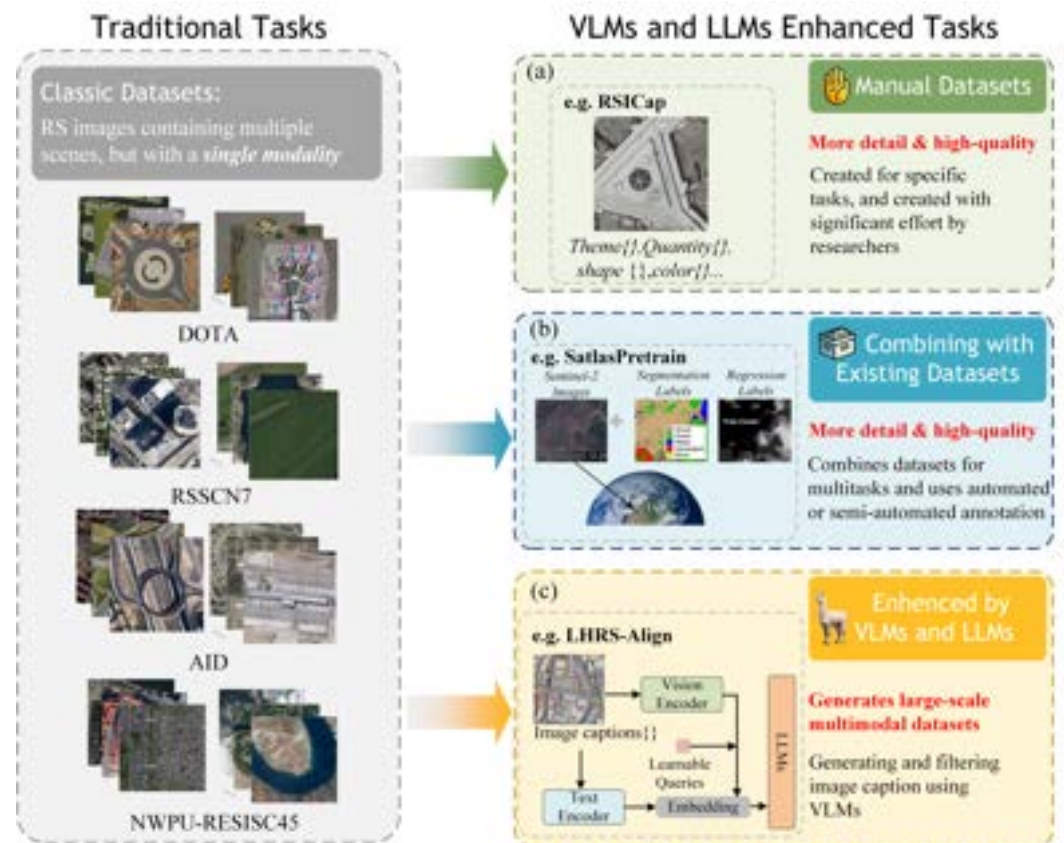 Traditional Tasks
VLMs and LLMs Enhanced Tasks
Classic Datasets:
RS images containing multiple
scenes, but with a single modality
DOTA
RSSCN7
AID
NWPU-RESISC45
(a)
e.g. RSICap
Theme{},Quantity{},
shape {},color{}...
Manual Datasets
More detail & high-quality
Created for specific
tasks, and created with
significant effort by
researchers
(b)
e.g. SatlasPretrain
Sentinel-2
Images
Segmentation
Labels
Regression
Labels
Combining with
Existing Datasets
More detail & high-quality
Combines datasets for
multitasks and uses automated
or semi-automated annotation
(c)
e.g. LHRS-Align
Image captions{}
Vision
Encoder
Learnable
Queries
Text
Encoder
Embedding
LLMs
Enhenced by
VLMs and LLMs
Generates large-scale
multimodal datasets
Generating and filtering
image caption using
VLMs